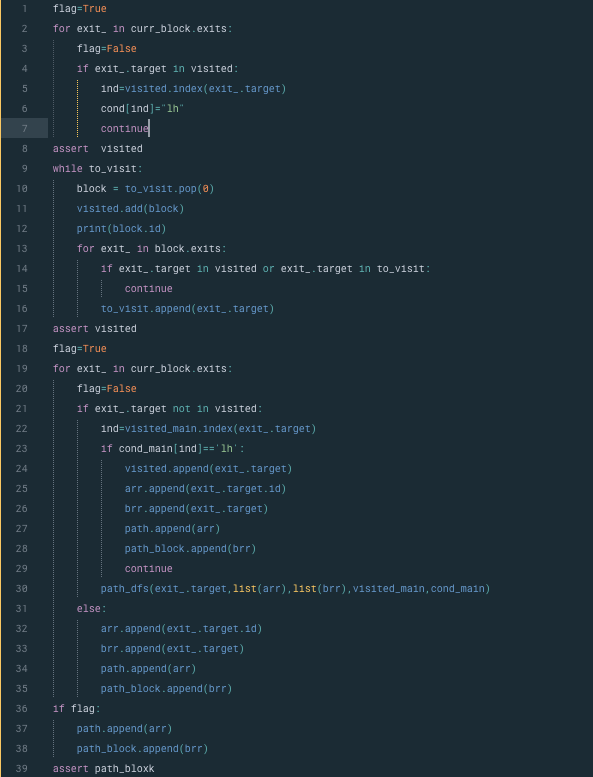 1 flag=True
2 for exit_ in curr_block.exits:
3     flag=False
4     if exit_.target in visited:
5         ind=visited.index(exit_.target)
6         cond[ind]="lh"
7         continue
8 assert  visited
9 while to_visit:
10     block = to_visit.pop(0)
11     visited.add(block)
12     print(block.id)
13     for exit_ in block.exits:
14         if exit_.target in visited or exit_.target in to_visit:
15             continue
16         to_visit.append(exit_.target)
17 assert visited
18 flag=True
19 for exit_ in curr_block.exits:
20     flag=False
21     if exit_.target not in visited:
22         ind=visited_main.index(exit_.target)
23         if cond_main[ind]=='lh':
24             visited.append(exit_.target)
25             arr.append(exit_.target.id)
26             brr.append(exit_.target)
27             path.append(arr)
28             path_block.append(brr)
29             continue
30         path_dfs(exit_.target,list(arr),list(brr),visited_main,cond_main)
31     else:
32         arr.append(exit_.target.id)
33         brr.append(exit_.target)
34         path.append(arr)
35         path_block.append(brr)
36 if flag:
37     path.append(arr)
38     path_block.append(brr)
39 assert path_bloxk